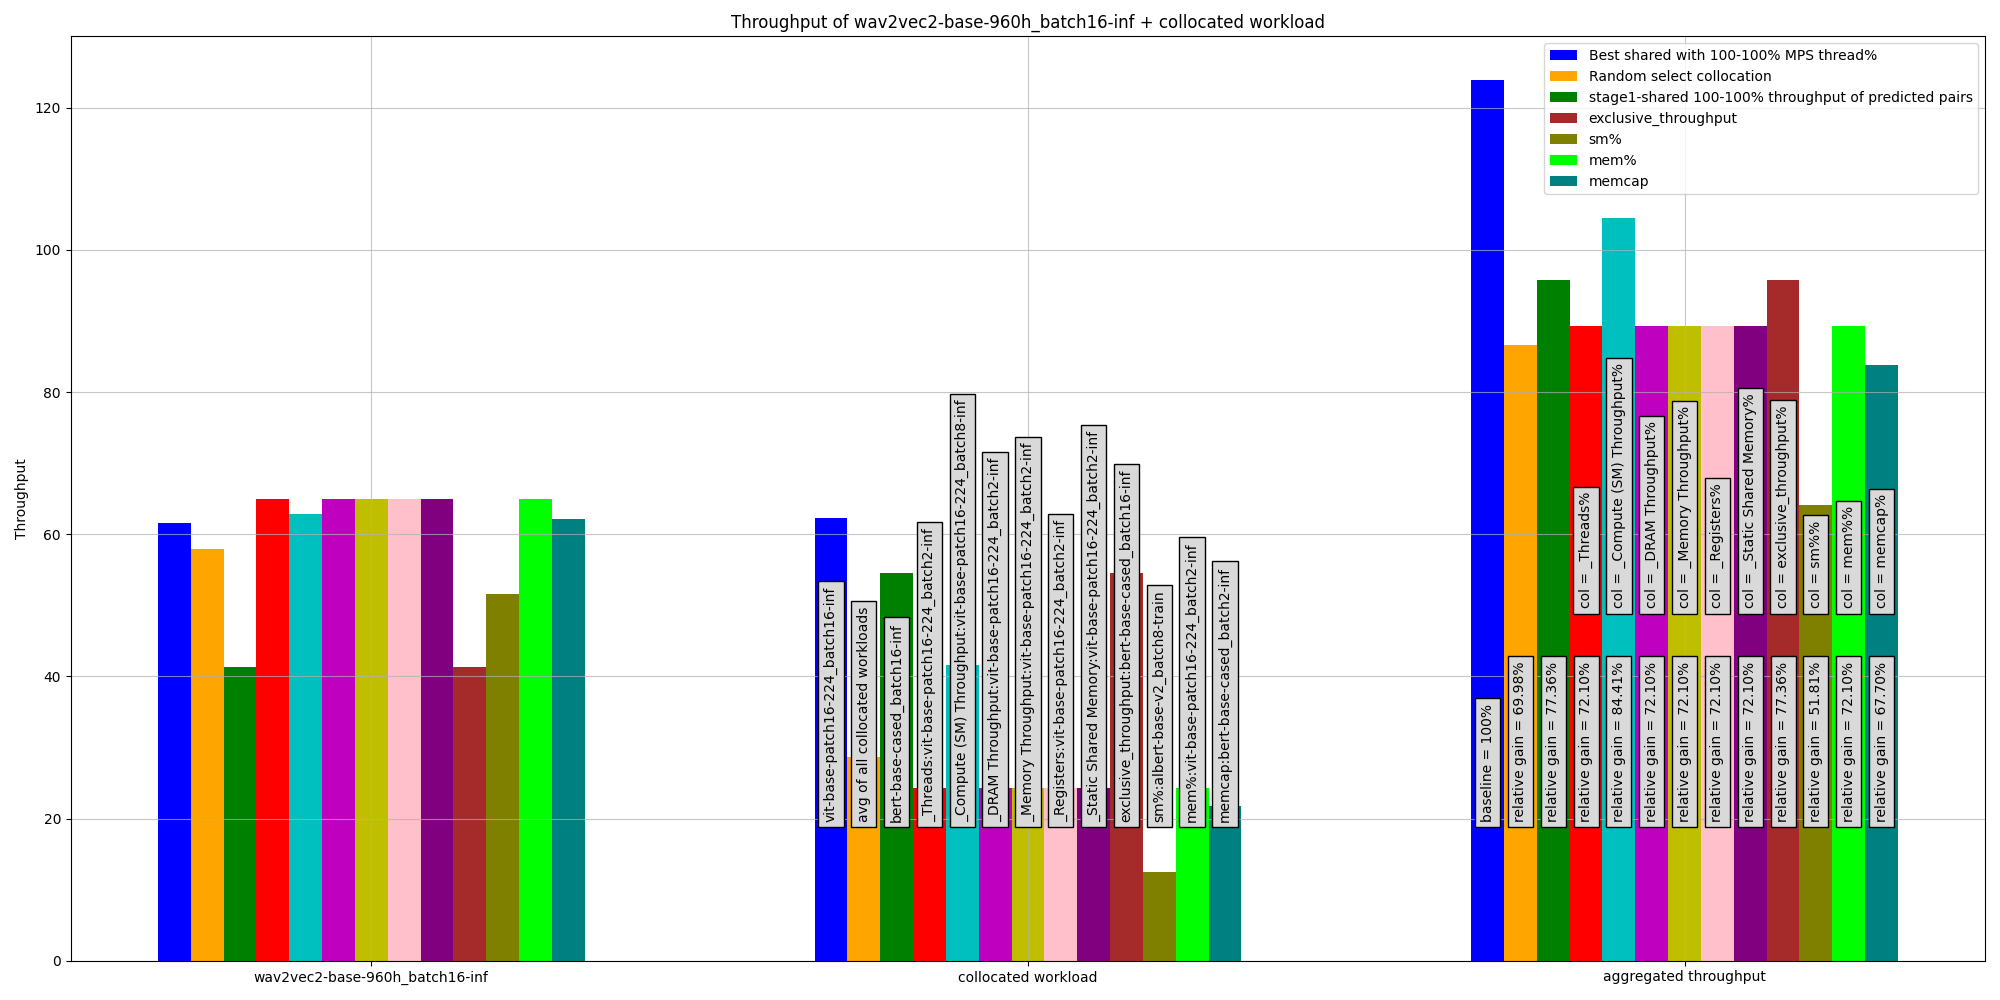 Throughput of wav2vec2-base-960h_batch16-inf + collocated workload
Best shared with 100-100% MPS thread%
Random select collocation
stage1-shared 100-100% throughput of predicted pairs
exclusive_throughput
sm%
mem%
memcap
Throughput
120
100
80
60
40
20
0
vit-base-patch16-224_batch16-inf
avg of all collocated workloads
bert-base-cased_batch16-inf
_Threads:vit-base-patch16-224_batch2-inf
_Compute (SM) Throughput:vit-base-patch16-224_batch8-inf
_DRAM Throughput:vit-base-patch16-224_batch2-inf
_Memory Throughput:vit-base-patch16-224_batch2-inf
_Registers:vit-base-patch16-224_batch2-inf
_Static Shared Memory:vit-base-patch16-224_batch2-inf
exclusive_throughput:bert-base-cased_batch16-inf
sm%:albert-base-v2_batch8-train
mem%:vit-base-patch16-224_batch2-inf
memcap:bert-base-cased_batch2-inf
col = _Threads%
col = _Compute (SM) Throughput%
col = _DRAM Throughput%
col = _Memory Throughput%
col = _Registers%
col = _Static Shared Memory%
col = exclusive_throughput%
col = sm%%
col = mem%%
col = memcap%
baseline = 100%
relative gain = 69.98%
relative gain = 77.36%
relative gain = 72.10%
relative gain = 84.41%
relative gain = 72.10%
relative gain = 72.10%
relative gain = 72.10%
relative gain = 72.10%
relative gain = 77.36%
relative gain = 51.81%
relative gain = 72.10%
relative gain = 67.70%
wav2vec2-base-960h_batch16-inf
collocated workload
aggregated throughput